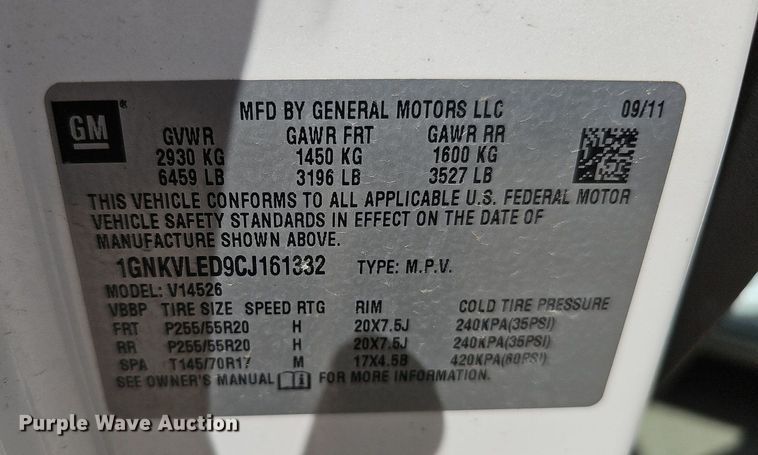 GM®
MFD BY GENERAL MOTORS LLC 09/11
GVWR GAWR FRT GAWR RR
2930 KG 1450 KG 1600 KG
6459 LB 3196 LB 3527 LB
THIS VEHICLE CONFORMS TO ALL APPLICABLE U.S. FEDERAL MOTOR
VEHICLE SAFETY STANDARDS IN EFFECT ON THE DATE OF
MANUFACTURE SHOWN ABOVE.
1GNKVLED9CJ161332 TYPE: M.P.V.
MODEL: V14526
VBBP TIRE SIZE SPEED RTG RIM COLD TIRE PRESSURE
FRT P255/55R20 H 20X7.5J 240KPA(35PSI)
RR P255/55R20 H 20X7.5J 240KPA(35PSI)
SPA T145/70R17 M 17X4.5B 420KPA(60PSI)
SEE OWNER'S MANUAL FOR MORE INFORMATION.
Purple Wave Auction